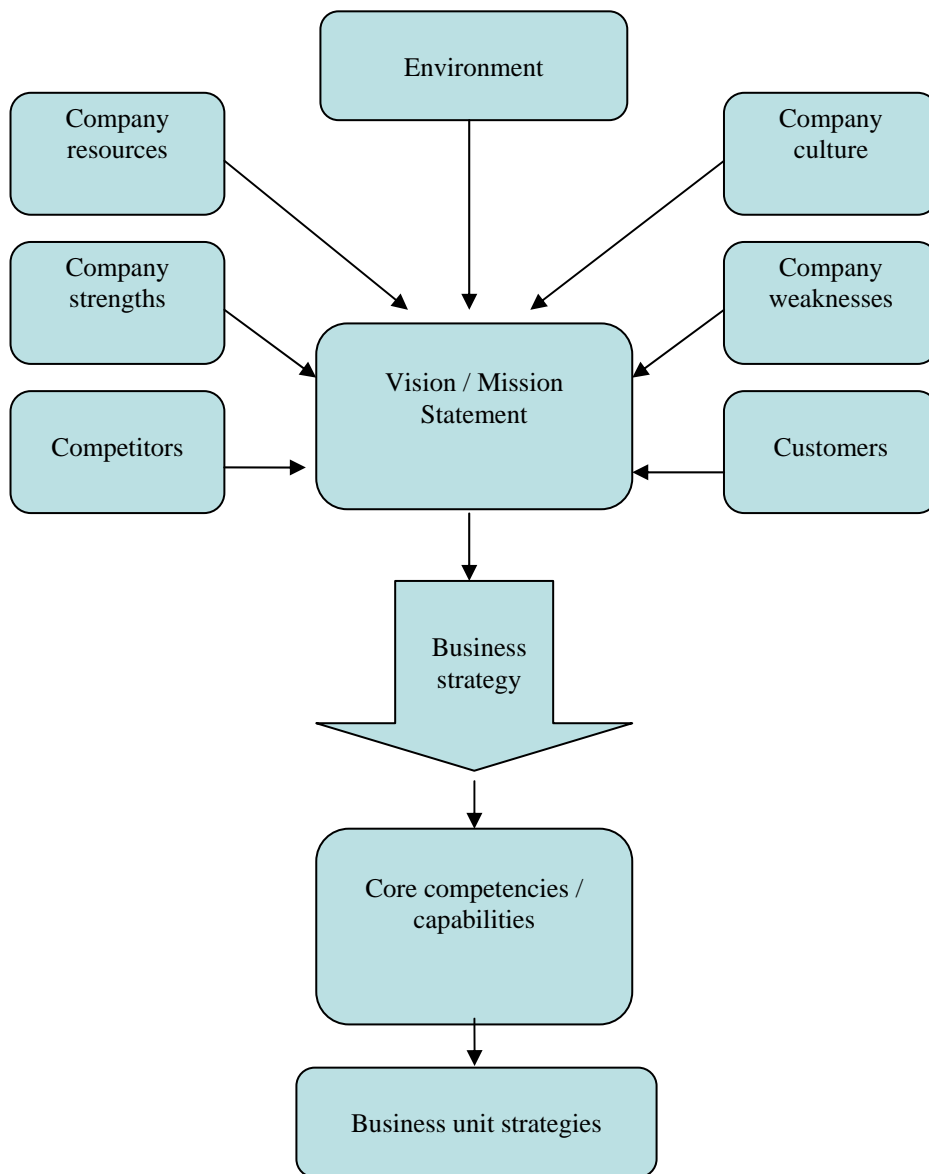 Environment
Company
resources
Company
culture
Company
strengths
Company
weaknesses
Vision / Mission
Statement
Competitors
Customers
Business
strategy
Core competencies /
capabilities
Business unit strategies